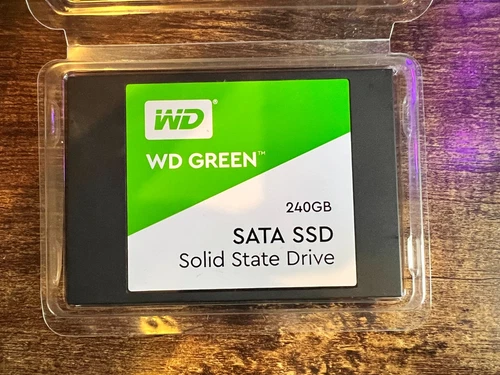 WD®
WD GREEN™
240GB
SATA SSD
Solid State Drive